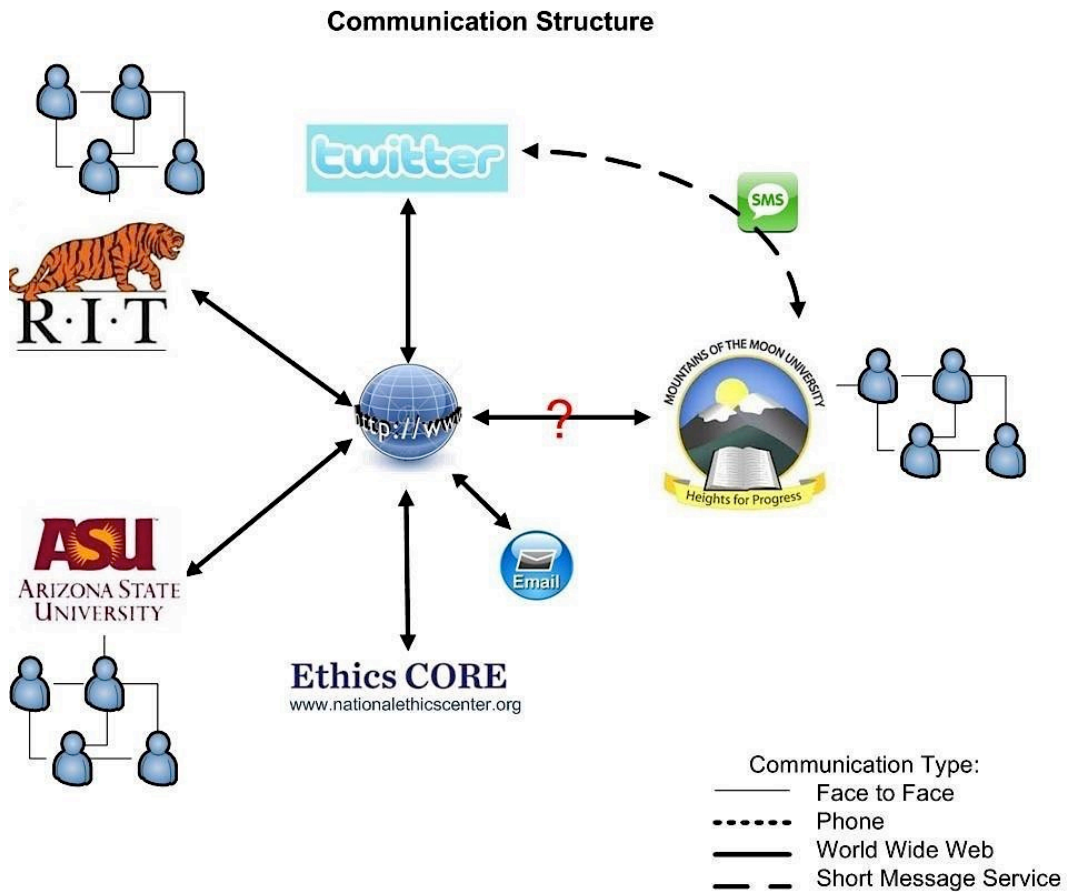 Communication Structure
twitter
SMS
R·I·T
MOUNTAINS OF THE MOON UNIVERSITY
http://www
?
Heights for Progress
ASU
ARIZONA STATE
UNIVERSITY
Email
Ethics CORE
www.nationalethicscenter.org
Communication Type:
Face to Face
Phone
World Wide Web
Short Message Service